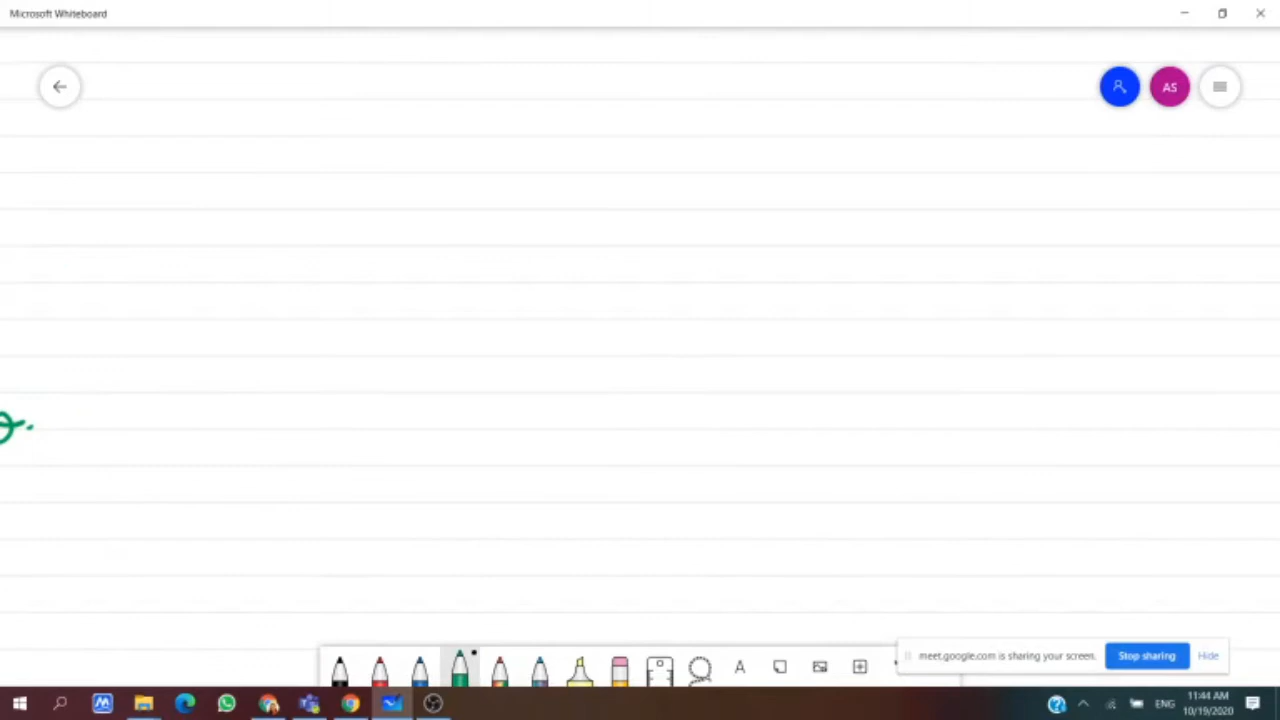 Microsoft Whiteboard
AS
A
meet.google.com is sharing your screen.
Stop sharing
Hide
ENG
11:44 AM
10/19/2020